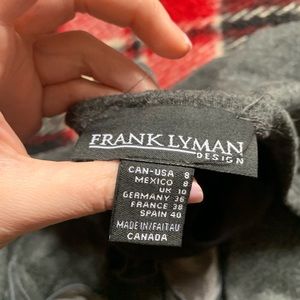 FRANK LYMAN
DESIGN
CAN-USA 8
MEXICO 8
UK 10
GERMANY 36
FRANCE 38
SPAIN 40
MADE IN/FAIT AU
CANADA